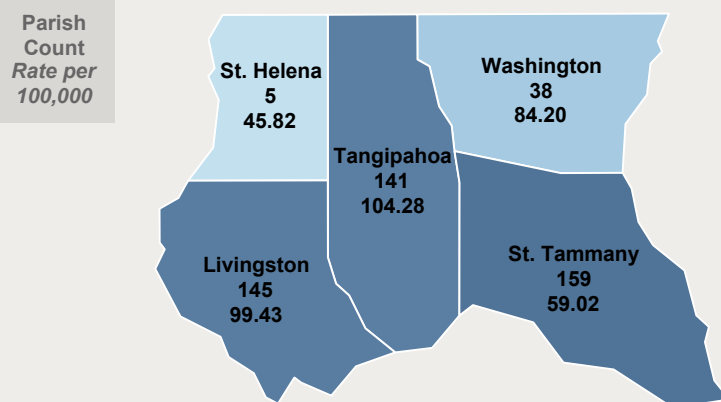 Parish
Count
Rate per
100,000
St. Helena
5
45.82
Washington
38
84.20
Tangipahoa
141
104.28
Livingston
145
99.43
St. Tammany
159
59.02